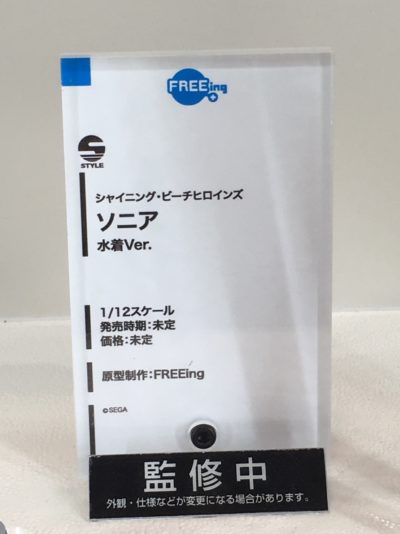 FREEing
S
STYLE
シャイニング・ビーチヒロインズ
ソニア
水着Ver.
1/12スケール
発売時期:未定
価格:未定
原型制作:FREEing
©SEGA
監修中
外観・仕様などが変更になる場合があります。